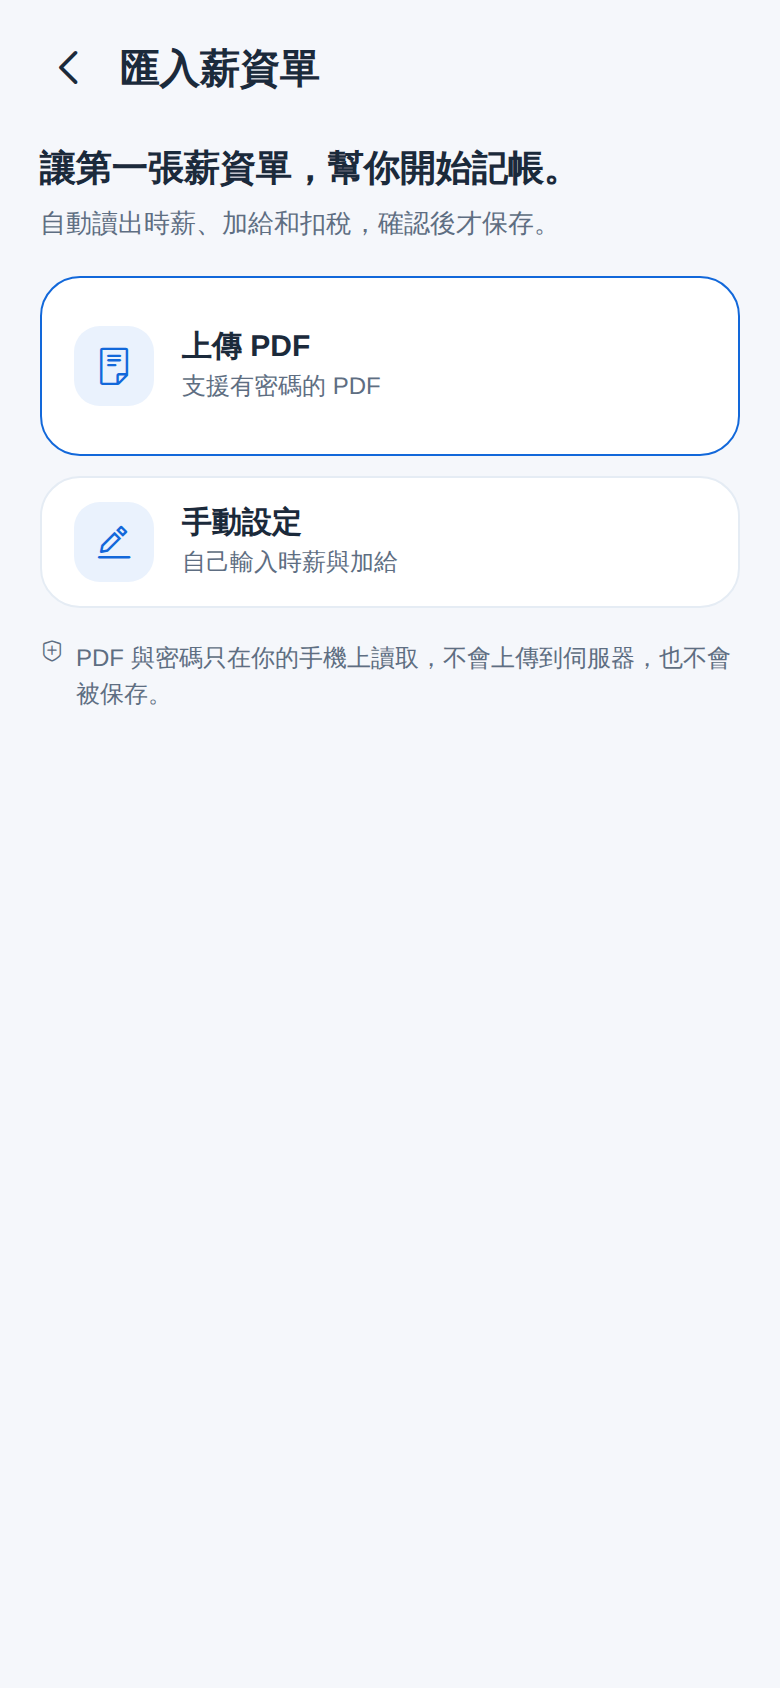 匯入薪資單
讓第一張薪資單，幫你開始記帳。
自動讀出時薪、加給和扣稅，確認後才保存。
上傳 PDF
支援有密碼的 PDF
手動設定
自己輸入時薪與加給
PDF 與密碼只在你的手機上讀取，不會上傳到伺服器，也不會
被保存。